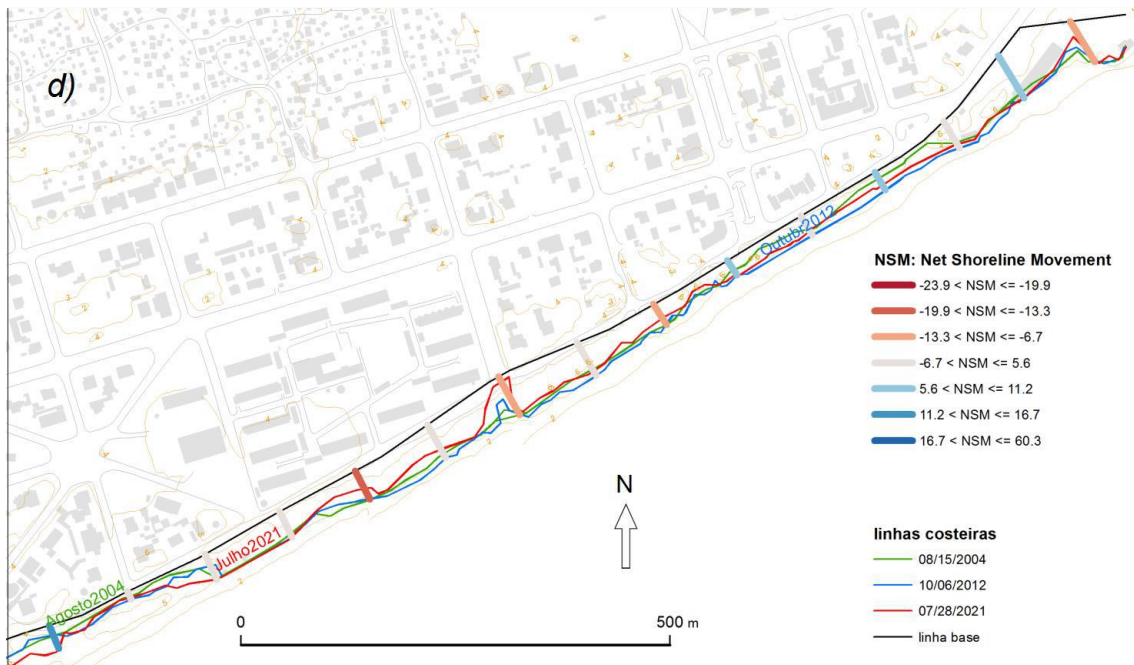 d)
Outubr2012
Julho2021
Agosto2004
N
0
500 m
NSM: Net Shoreline Movement
-23.9 < NSM <= -19.9
-19.9 < NSM <= -13.3
-13.3 < NSM <= -6.7
-6.7 < NSM <= 5.6
5.6 < NSM <= 11.2
11.2 < NSM <= 16.7
16.7 < NSM <= 60.3
linhas costeiras
08/15/2004
10/06/2012
07/28/2021
linha base